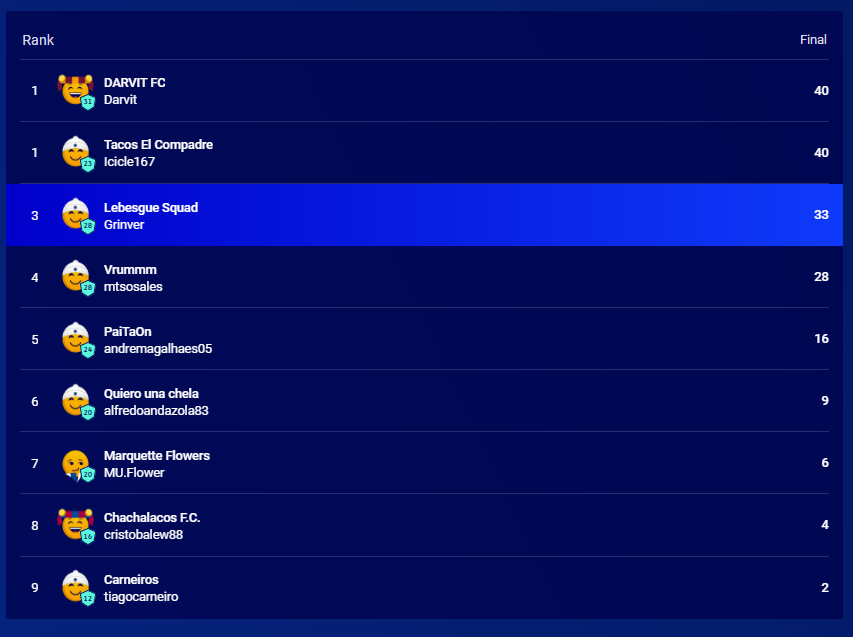 Rank Final
1 31 DARVIT FC 40
Darvit
1 23 Tacos El Compadre 40
Icicle167
3 28 Lebesgue Squad 33
Grinver
4 28 Vrummm 28
mtsosales
5 24 PaiTaOn 16
andremagalhaes05
6 20 Quiero una chela 9
alfredoandazola83
7 20 Marquette Flowers 6
MU.Flower
8 16 Chachalacos F.C. 4
cristobalew88
9 12 Carneiros 2
tiagocarneiro